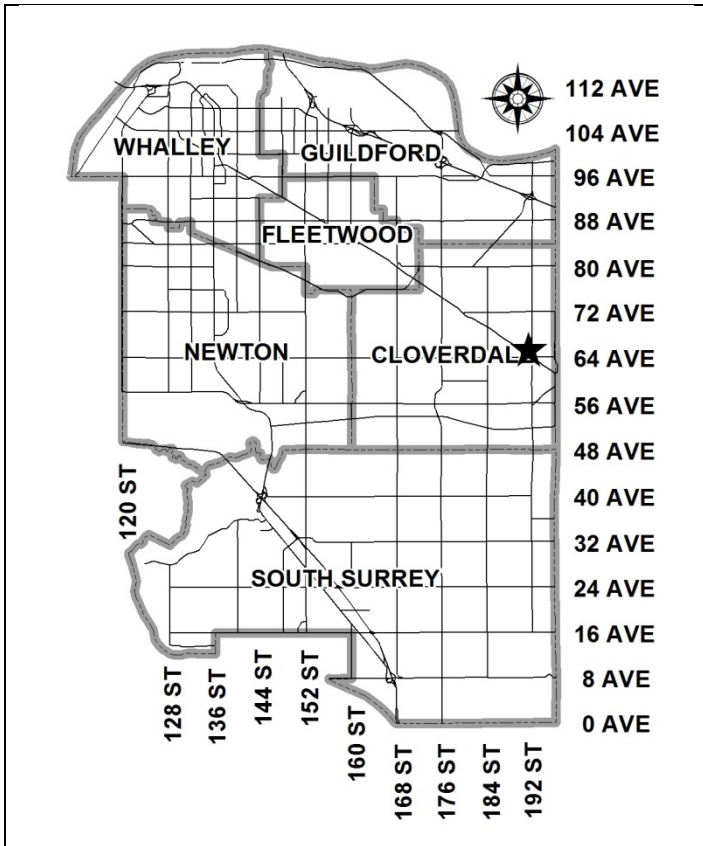 112 AVE
104 AVE
WHALLEY
GUILDFORD
96 AVE
88 AVE
FLEETWOOD
80 AVE
72 AVE
NEWTON
CLOVERDAL
64 AVE
56 AVE
48 AVE
120 ST
40 AVE
32 AVE
SOUTH SURREY
24 AVE
16 AVE
128 ST
136 ST
144 ST
152 ST
160 ST
168 ST
176 ST
184 ST
192 ST
8 AVE
0 AVE